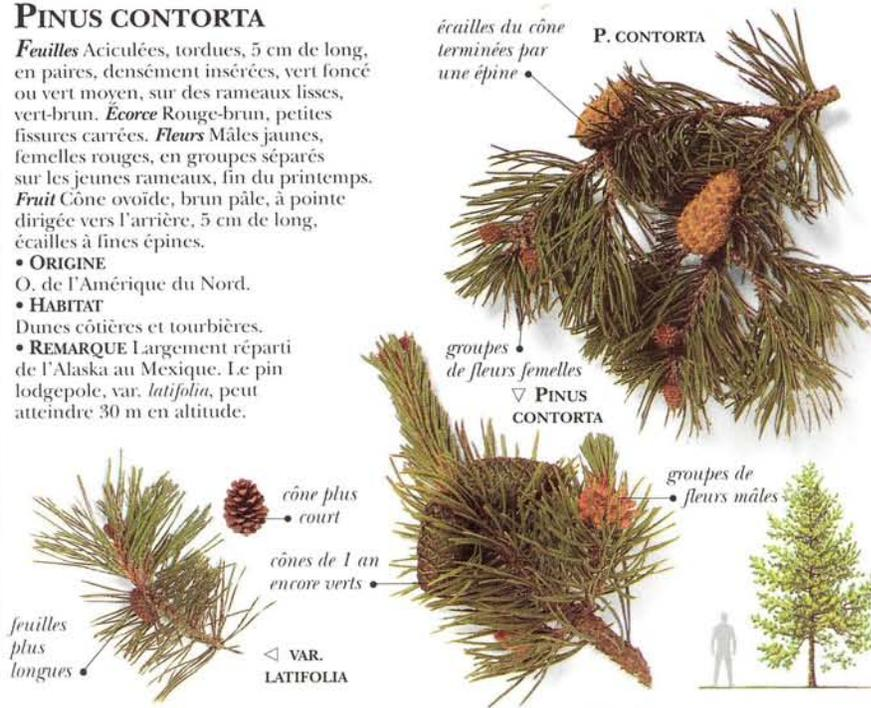 PINUS CONTORTA
Feuilles Aciculées, tordues, 5 cm de long,
en paires, densément insérées, vert foncé
ou vert moyen, sur des rameaux lisses,
vert-brun. Écorce Rouge-brun, petites
fissures carrées. Fleurs Mâles jaunes,
femelles rouges, en groupes séparés
sur les jeunes rameaux, fin du printemps.
Fruit Cône ovoïde, brun pâle, à pointe
dirigée vers l'arrière, 5 cm de long,
écailles à fines épines.
• ORIGINE
O. de l'Amérique du Nord.
• HABITAT
Dunes côtières et tourbières.
• REMARQUE Largement réparti
de l'Alaska au Mexique. Le pin
lodgepole, var. latifolia, peut
atteindre 30 m en altitude.
écailles du cône
terminées par
une épine
P. CONTORTA
groupes
de fleurs femelles
▽ PINUS
CONTORTA
groupes de
fleurs mâles
cône plus
court
cônes de 1 an
encore verts
feuilles
plus
longues
◁ VAR.
LATIFOLIA